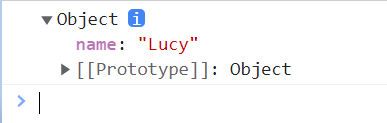 ▼Object i
name: "Lucy"
▶[[Prototype]]: Object
>